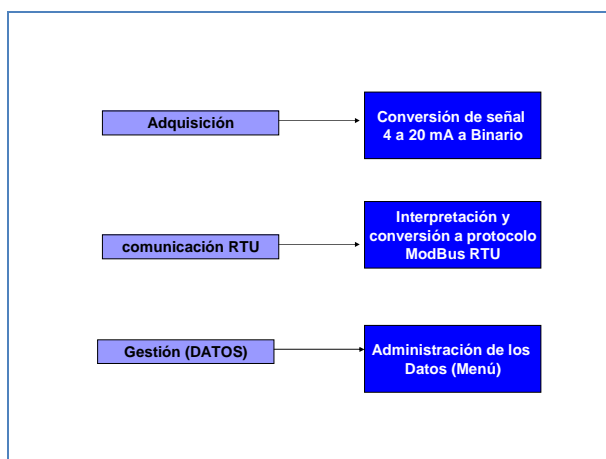 Adquisición
Conversión de señal
4 a 20 mA a Binario
comunicación RTU
Interpretación y
conversión a protocolo
ModBus RTU
Gestión (DATOS)
Administración de los
Datos (Menú)